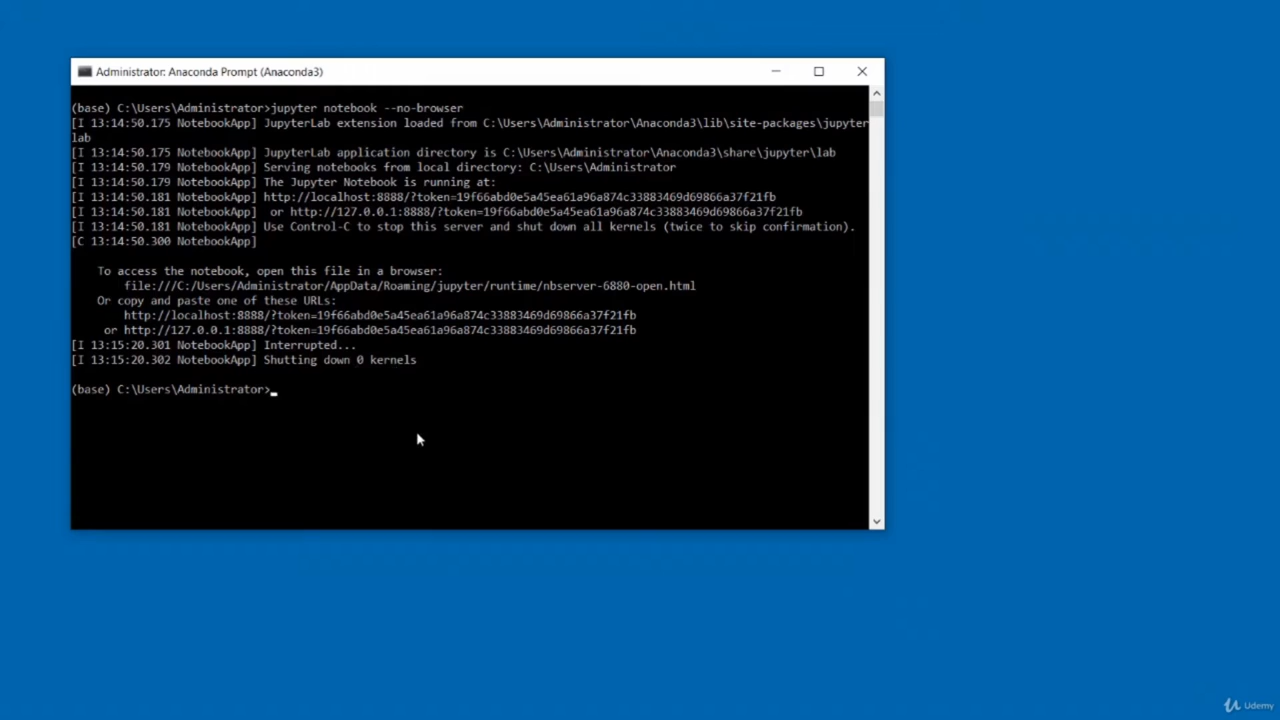 Administrator: Anaconda Prompt (Anaconda3)
(base) C:\Users\Administrator>jupyter notebook --no-browser
[I 13:14:50.175 NotebookApp] JupyterLab extension loaded from C:\Users\Administrator\Anaconda3\lib\site-packages\jupyter
lab
[I 13:14:50.175 NotebookApp] JupyterLab application directory is C:\Users\Administrator\Anaconda3\share\jupyter\lab
[I 13:14:50.179 NotebookApp] Serving notebooks from local directory: C:\Users\Administrator
[I 13:14:50.179 NotebookApp] The Jupyter Notebook is running at:
[I 13:14:50.181 NotebookApp] http://localhost:8888/?token=19f66abd0e5a45ea61a96a874c33883469d69866a37f21fb
[I 13:14:50.181 NotebookApp]  or http://127.0.0.1:8888/?token=19f66abd0e5a45ea61a96a874c33883469d69866a37f21fb
[I 13:14:50.181 NotebookApp] Use Control-C to stop this server and shut down all kernels (twice to skip confirmation).
[C 13:14:50.300 NotebookApp]
To access the notebook, open this file in a browser:
file:///C:/Users/Administrator/AppData/Roaming/jupyter/runtime/nbserver-6880-open.html
Or copy and paste one of these URLs:
http://localhost:8888/?token=19f66abd0e5a45ea61a96a874c33883469d69866a37f21fb
or http://127.0.0.1:8888/?token=19f66abd0e5a45ea61a96a874c33883469d69866a37f21fb
[I 13:15:20.301 NotebookApp] Interrupted...
[I 13:15:20.302 NotebookApp] Shutting down 0 kernels
(base) C:\Users\Administrator>
Udemy